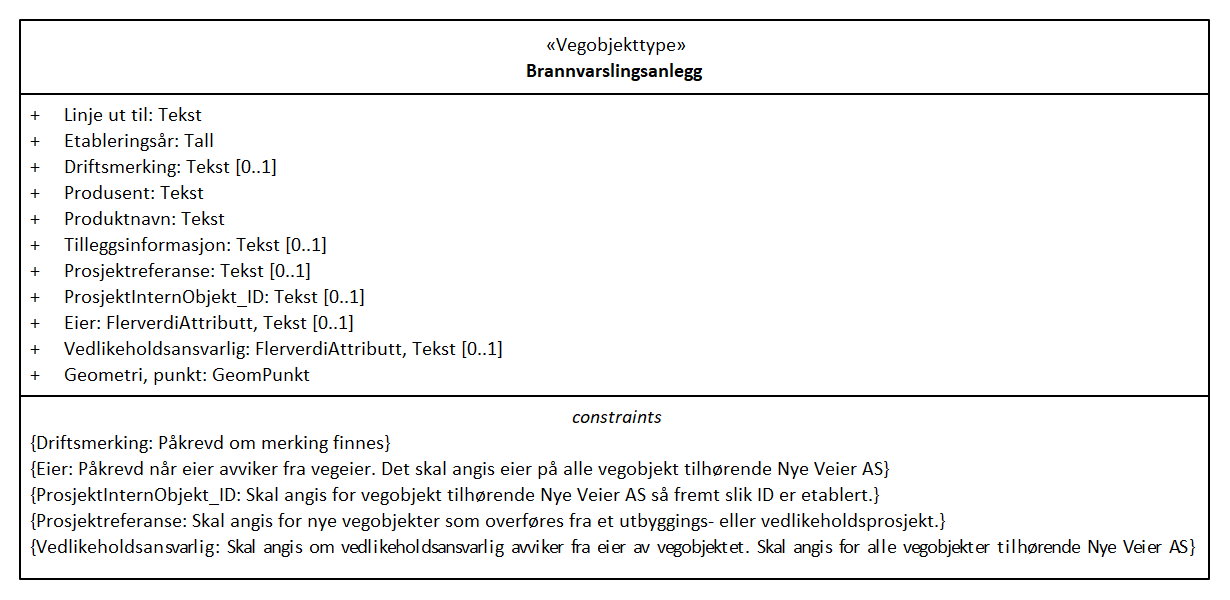 «Vegobjekttype»
Brannvarslingsanlegg
+ Linje ut til: Tekst
+ Etableringsår: Tall
+ Driftsmerking: Tekst [0..1]
+ Produsent: Tekst
+ Produktnavn: Tekst
+ Tilleggsinformasjon: Tekst [0..1]
+ Prosjektreferanse: Tekst [0..1]
+ ProsjektInternObjekt_ID: Tekst [0..1]
+ Eier: FlerverdiAttributt, Tekst [0..1]
+ Vedlikeholdsansvarlig: FlerverdiAttributt, Tekst [0..1]
+ Geometri, punkt: GeomPunkt
constraints
{Driftsmerking: Påkrevd om merking finnes}
{Eier: Påkrevd når eier avviker fra vegeier. Det skal angis eier på alle vegobjekt tilhørende Nye Veier AS}
{ProsjektInternObjekt_ID: Skal angis for vegobjekt tilhørende Nye Veier AS så fremt slik ID er etablert.}
{Prosjektreferanse: Skal angis for nye vegobjekter som overføres fra et utbyggings- eller vedlikeholdsprosjekt.}
{Vedlikeholdsansvarlig: Skal angis om vedlikeholdsansvarlig avviker fra eier av vegobjektet. Skal angis for alle vegobjekter tilhørende Nye Veier AS}